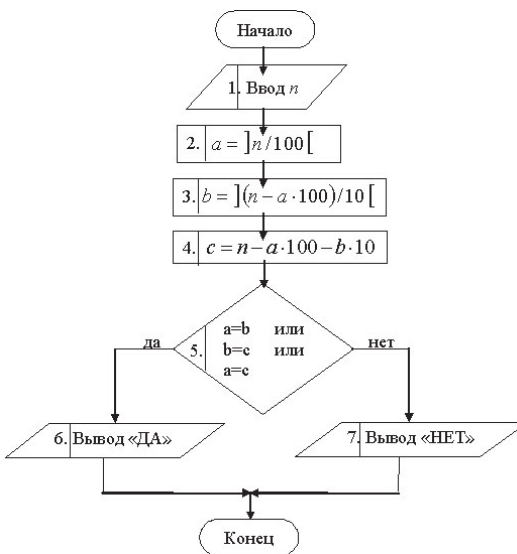 Начало
1. Ввод n
2. a = ]n/100[
3. b = ](n − a·100)/10[
4. c = n − a·100 − b·10
да
5.
a=b или
b=c или
a=c
нет
6. Вывод «ДА»
7. Вывод «НЕТ»
Конец